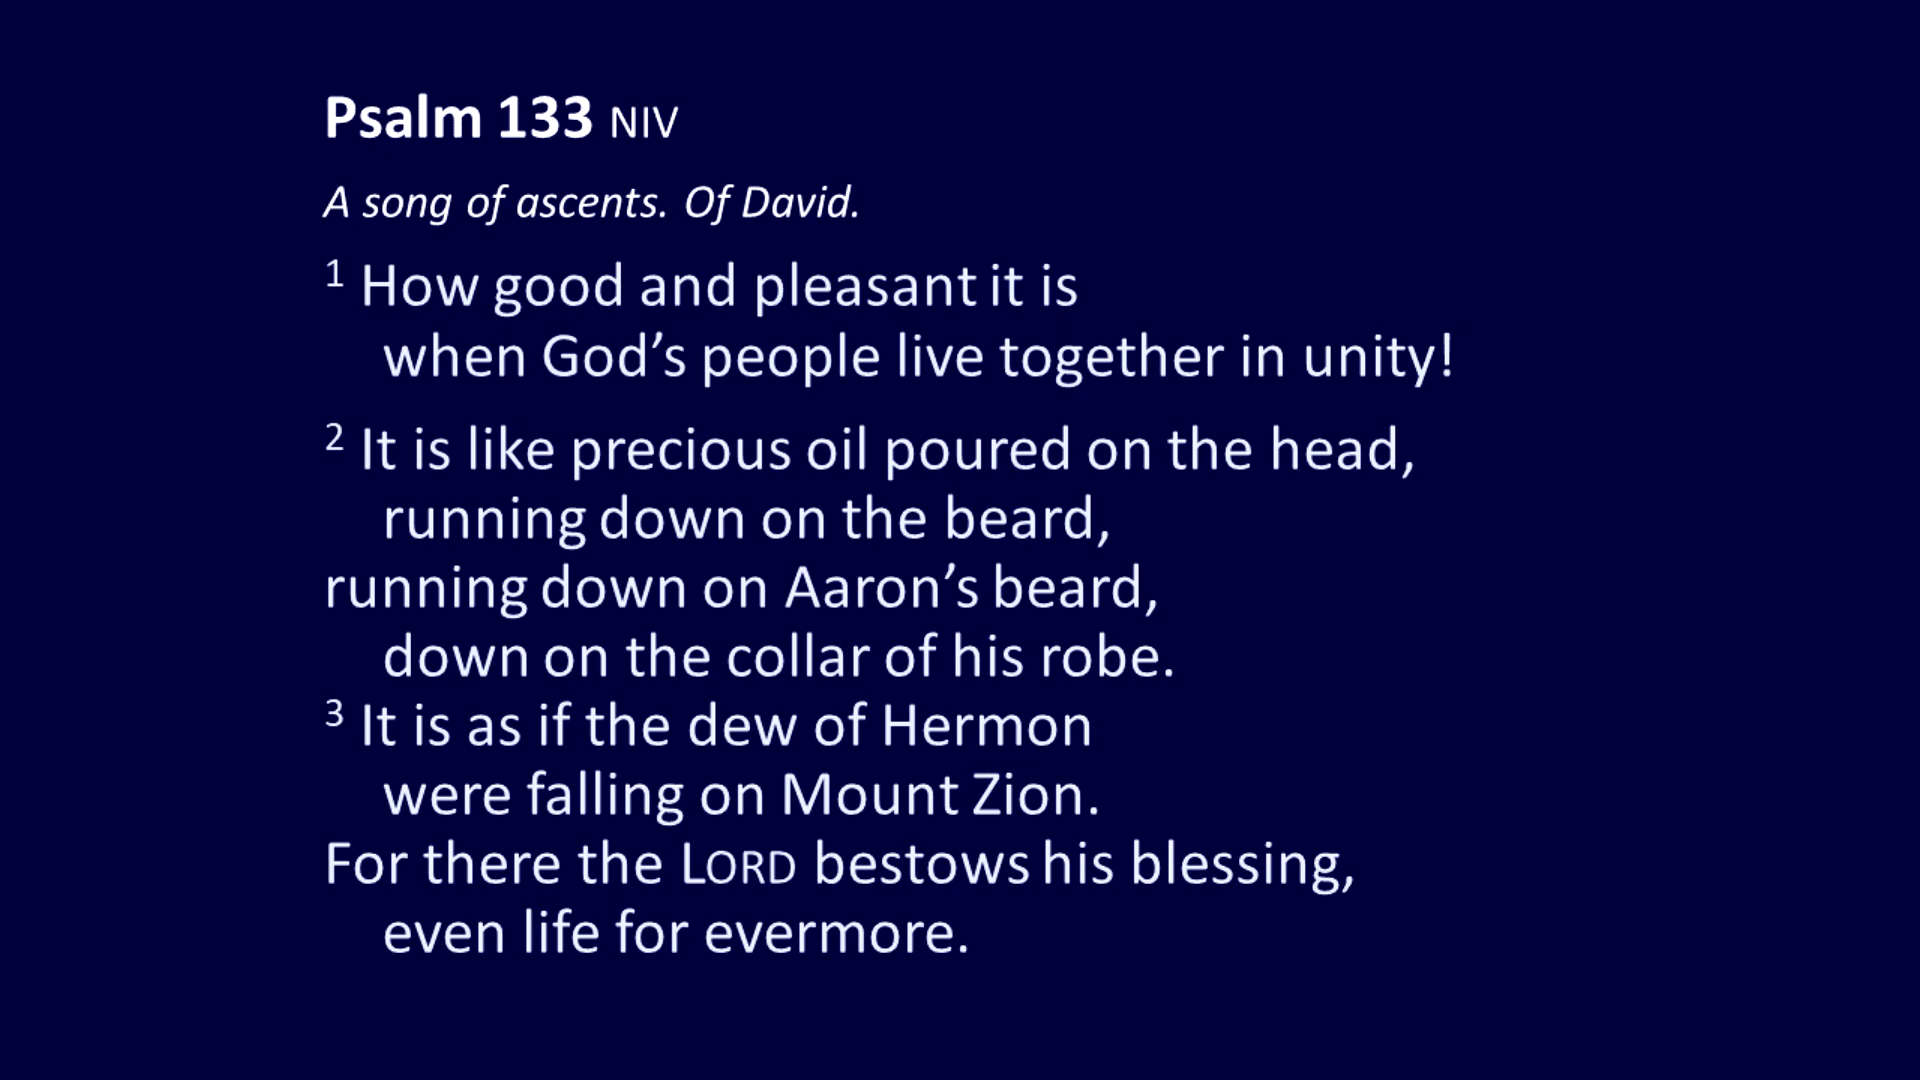 Psalm 133 NIV
A song of ascents. Of David.
1 How good and pleasant it is
when God’s people live together in unity!
2 It is like precious oil poured on the head,
running down on the beard,
running down on Aaron’s beard,
down on the collar of his robe.
3 It is as if the dew of Hermon
were falling on Mount Zion.
For there the LORD bestows his blessing,
even life for evermore.